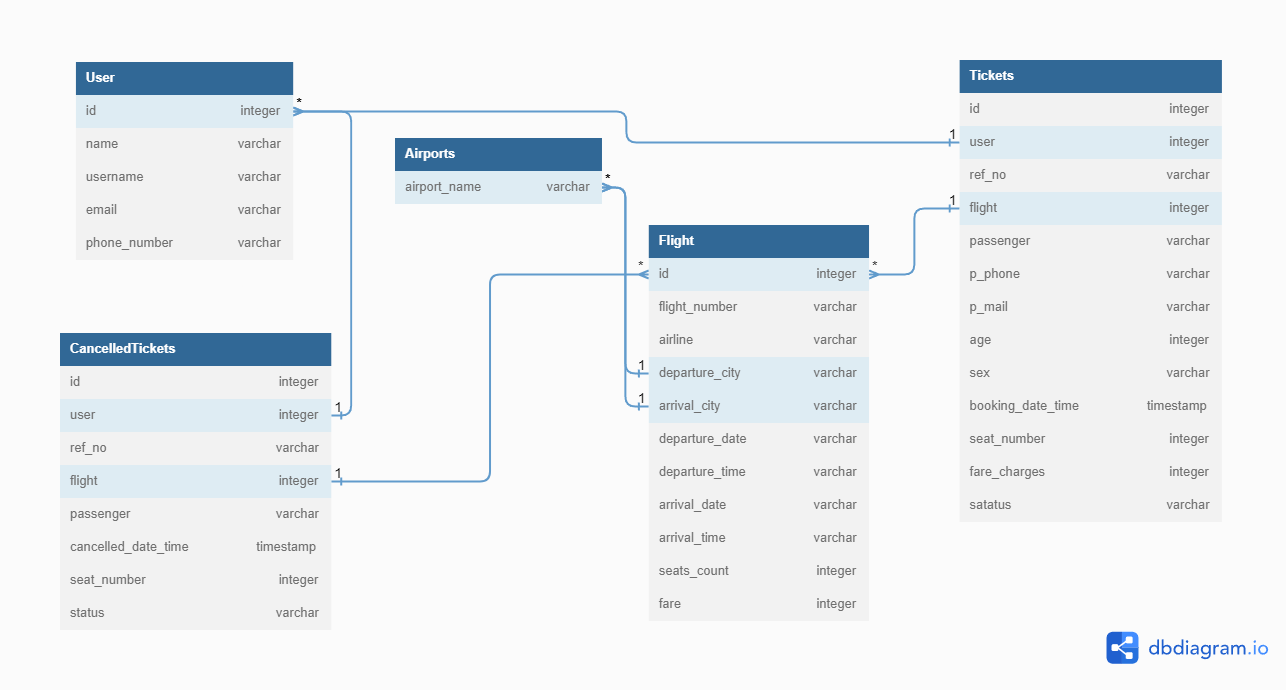 User
id integer
name varchar
username varchar
email varchar
phone_number varchar
*
Airports
airport_name varchar
*
Tickets
id integer
1
user integer
ref_no varchar
1
flight integer
passenger varchar
p_phone varchar
p_mail varchar
age integer
sex varchar
booking_date_time timestamp
seat_number integer
fare_charges integer
satatus varchar
Flight
*
*
id integer
flight_number varchar
airline varchar
1
departure_city varchar
1
arrival_city varchar
departure_date varchar
departure_time varchar
arrival_date varchar
arrival_time varchar
seats_count integer
fare integer
CancelledTickets
id integer
user integer
1
ref_no varchar
flight integer
1
passenger varchar
cancelled_date_time timestamp
seat_number integer
status varchar
dbdiagram.io